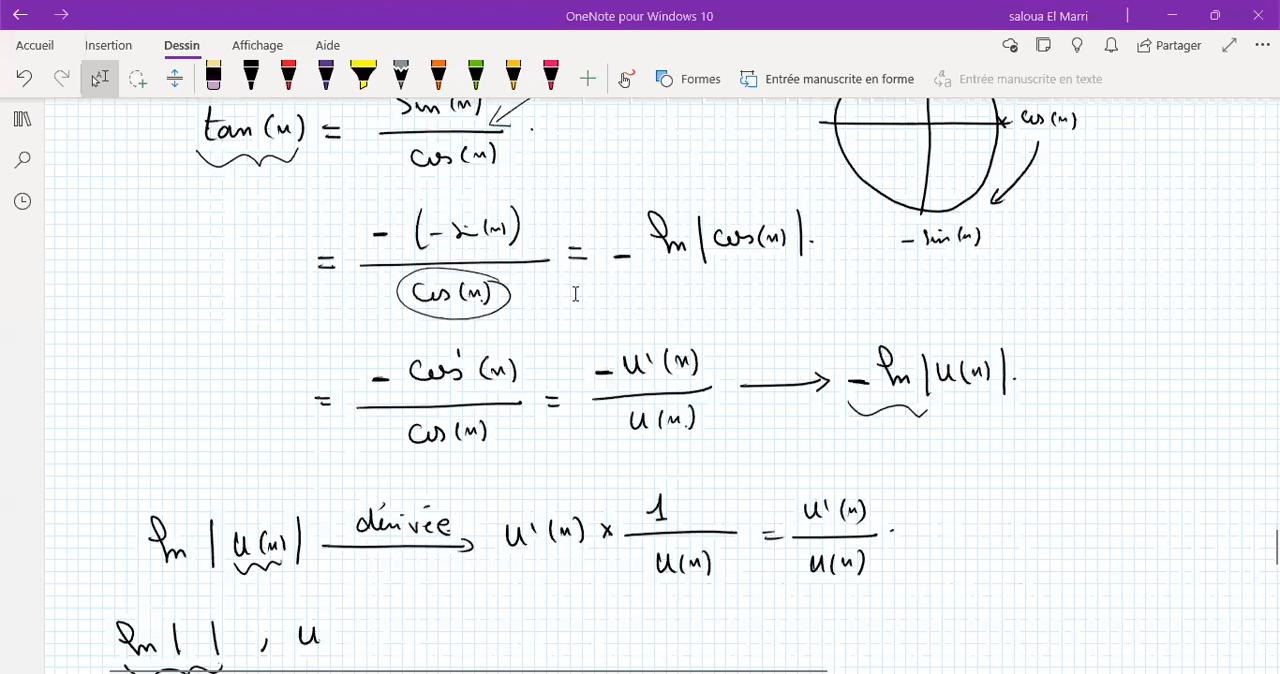 OneNote pour Windows 10
saloua El Marri
Accueil Insertion Dessin Affichage Aide
Partager
Formes Entrée manuscrite en forme Entrée manuscrite en texte
tan(x) = sin(x) / cos(x) .
cos(x)
= -(-sin(x)) / cos(x) = - ln|cos(x)|.
- sin(x)
= - cos'(x) / cos(x) = - u'(x) / u(x) → - ln|u(x)|.
ln|u(x)| dérivée → u'(x) × 1 / u(x) = u'(x) / u(x) .
ln| | , u